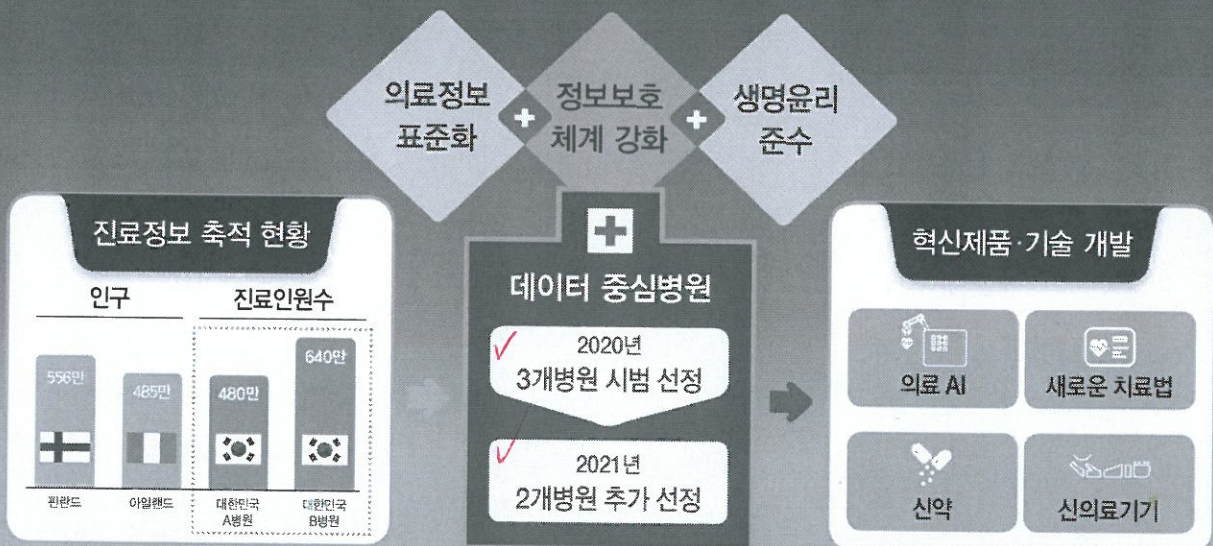 의료정보
표준화
+
정보보호
체계 강화
+
생명윤리
준수
진료정보 축적 현황
인구
진료인원수
556만
485만
480만
640만
핀란드
아일랜드
대한민국
A병원
대한민국
B병원
데이터 중심병원
2020년
3개병원 시범 선정
2021년
2개병원 추가 선정
혁신제품·기술 개발
의료 AI
새로운 치료법
신약
신의료기기